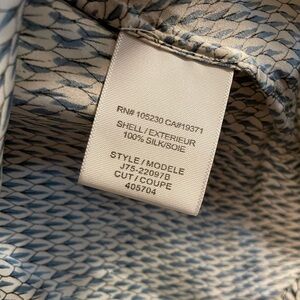 RN# 105230 CA#19371
SHELL / EXTERIEUR
100% SILK/SOIE
STYLE / MODELE
J75-22097B
CUT / COUPE
405704